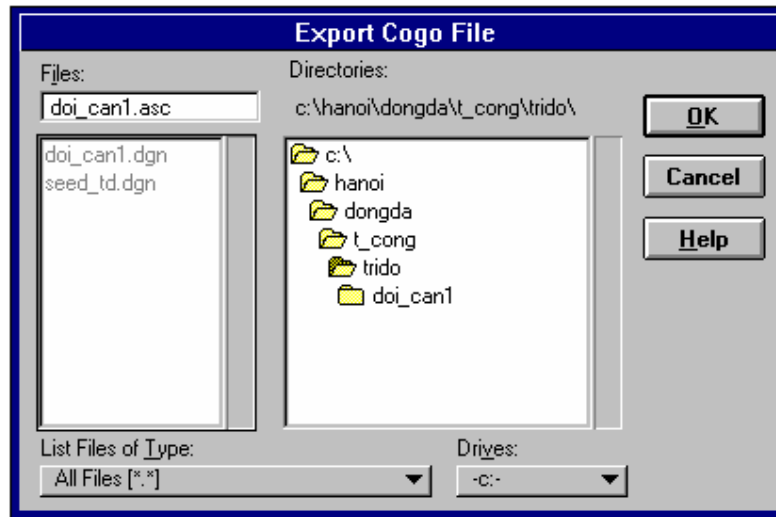 Export Cogo File
Files:
doi_can1.asc
doi_can1.dgn
seed_td.dgn
Directories:
c:\hanoi\dongda\t_cong\trido\
c:\
hanoi
dongda
t_cong
trido
doi_can1
OK
Cancel
Help
List Files of Type:
All Files [*.*]
Drives:
-c:-